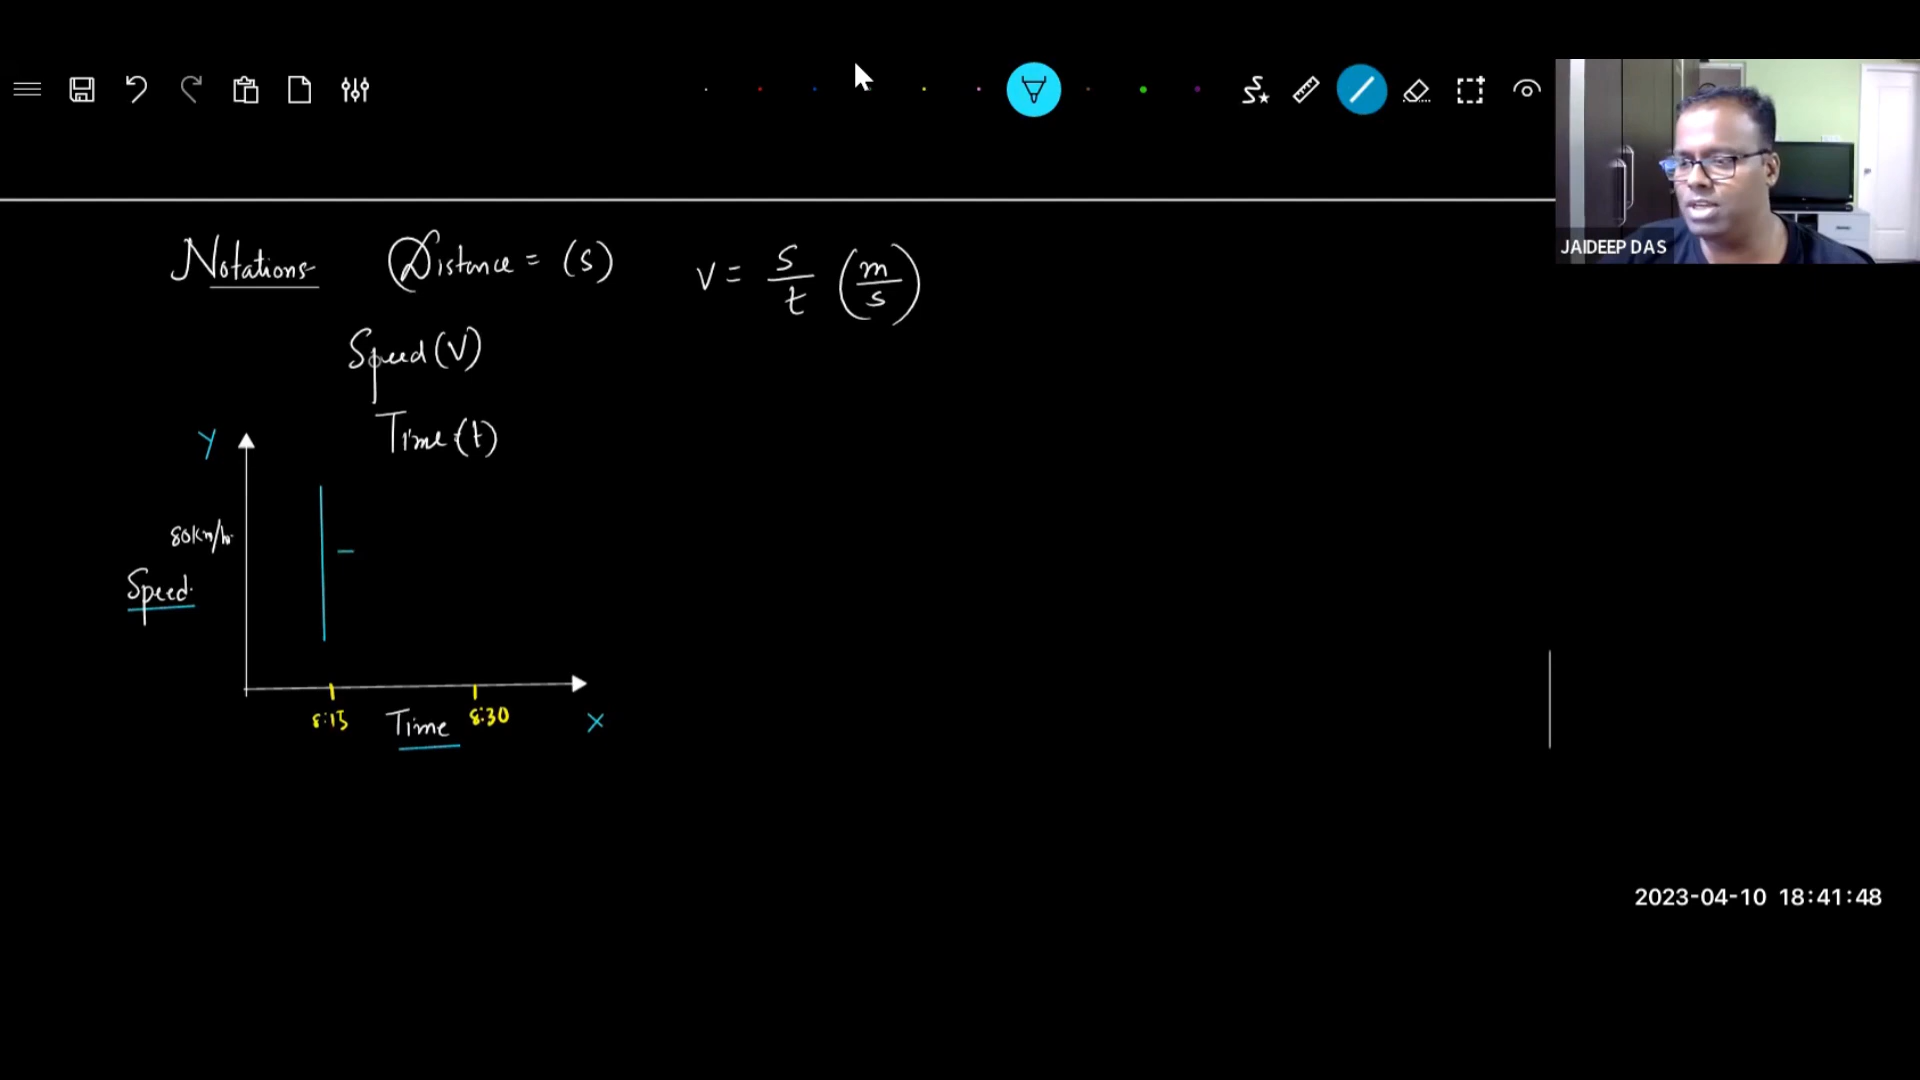 Notations Distance = (s) v = s/t (m/s)
Speed (v)
Time (t)
Y
80km/hr
Speed
8:15 Time 8:30 X
JAIDEEP DAS
2023-04-10 18:41:48